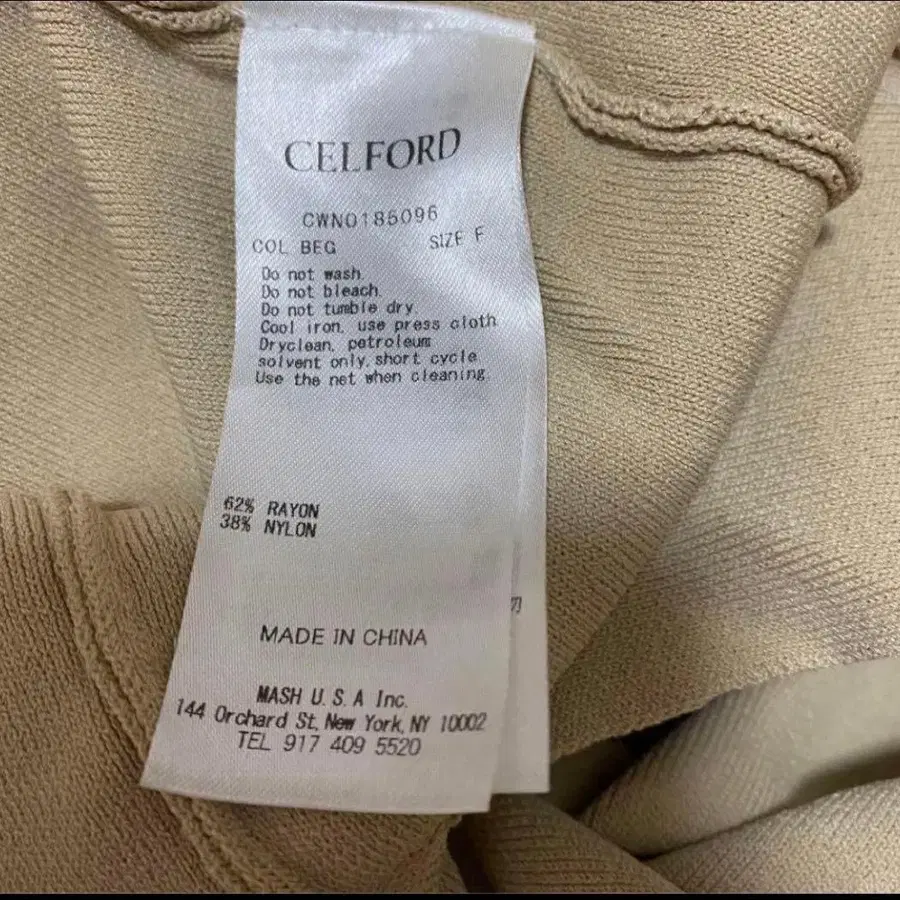 CELFORD
CWNO185096
COL BEG SIZE F
Do not wash.
Do not bleach.
Do not tumble dry.
Cool iron, use press cloth
Dryclean, petroleum
solvent only, short cycle
Use the net when cleaning.
62% RAYON
38% NYLON
MADE IN CHINA
MASH U.S.A Inc.
144 Orchard St, New York, NY 10002
TEL 917 409 5520